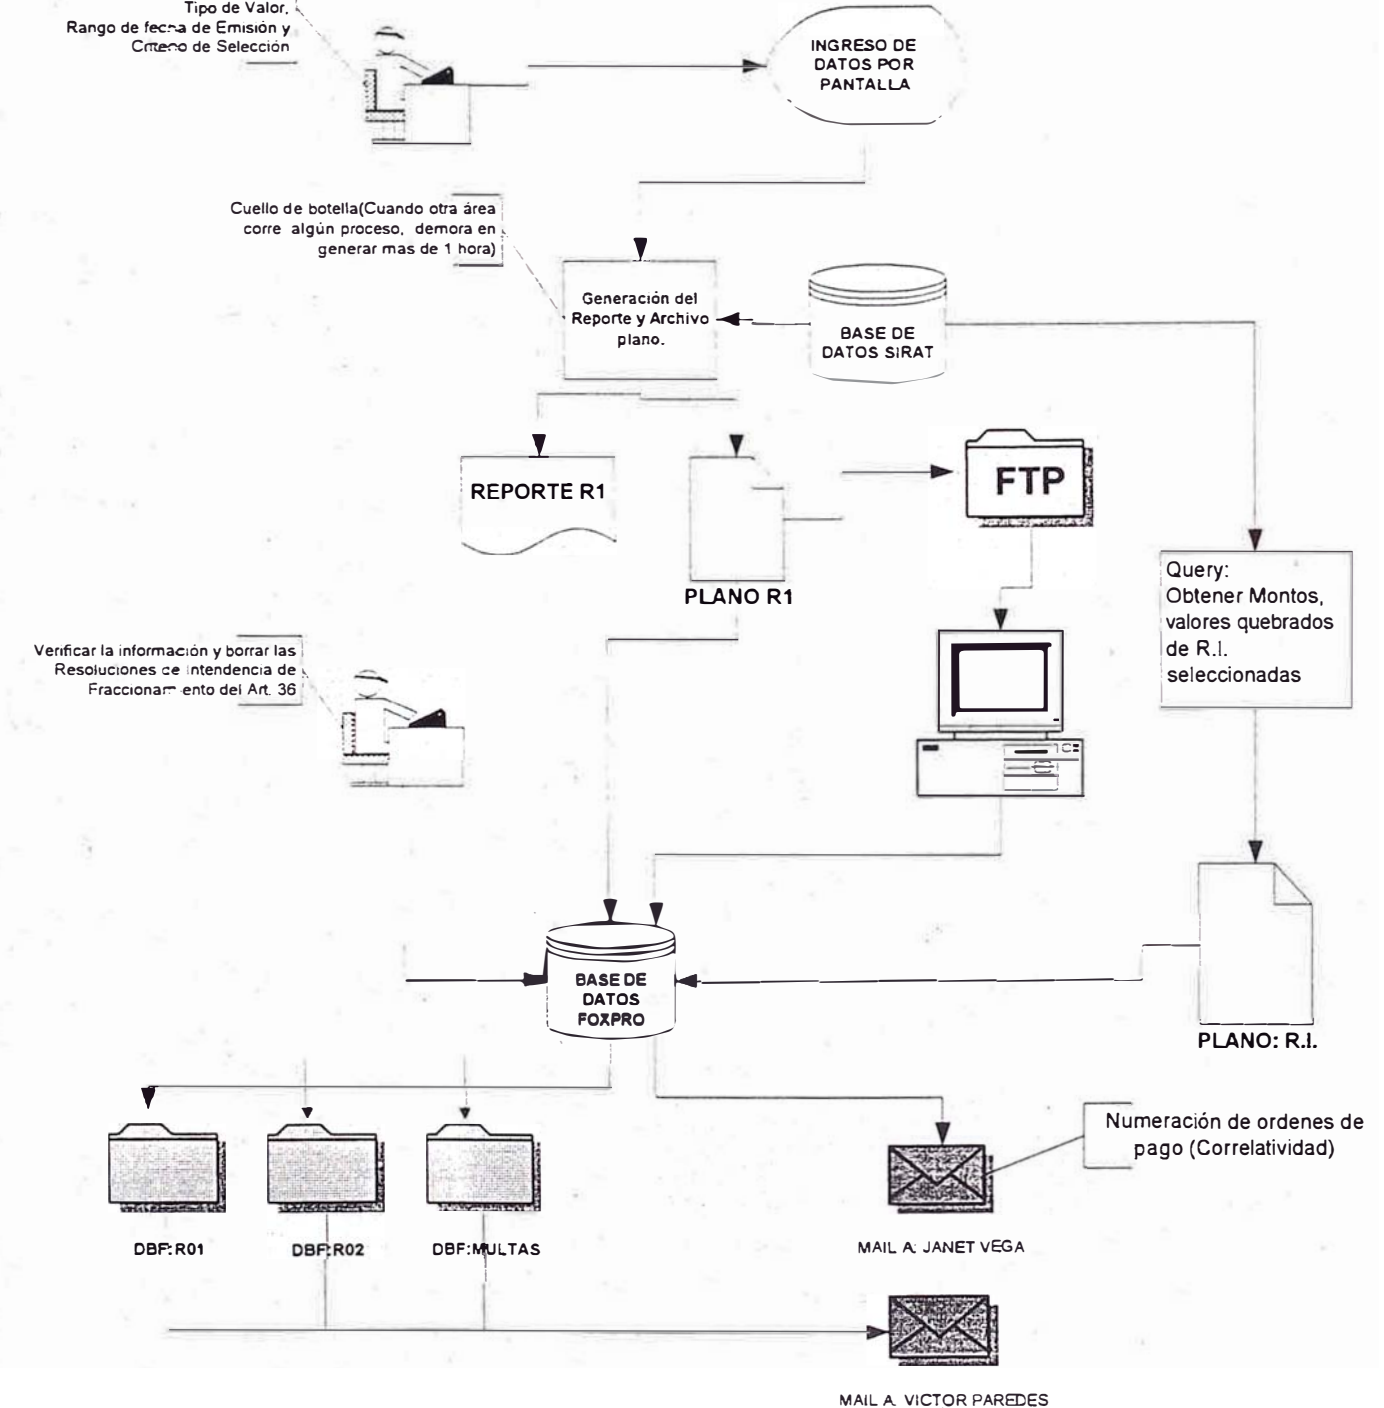 Tipo de Valor,
Rango de fecha de Emisión y
Criterio de Selección
INGRESO DE
DATOS POR
PANTALLA
Cuello de botella(Cuando otra área
corre algún proceso, demora en
generar mas de 1 hora)
Generación del
Reporte y Archivo
plano.
BASE DE
DATOS SIRAT
REPORTE R1
PLANO R1
FTP
Query:
Obtener Montos,
valores quebrados
de R.I.
seleccionadas
Verificar la información y borrar las
Resoluciones de Intendencia de
Fraccionamiento del Art. 36
BASE DE
DATOS
FOXPRO
PLANO: R.I.
DBF:R01
DBF:R02
DBF:MULTAS
Numeración de ordenes de
pago (Correlatividad)
MAIL A: JANET VEGA
MAIL A: VICTOR PAREDES